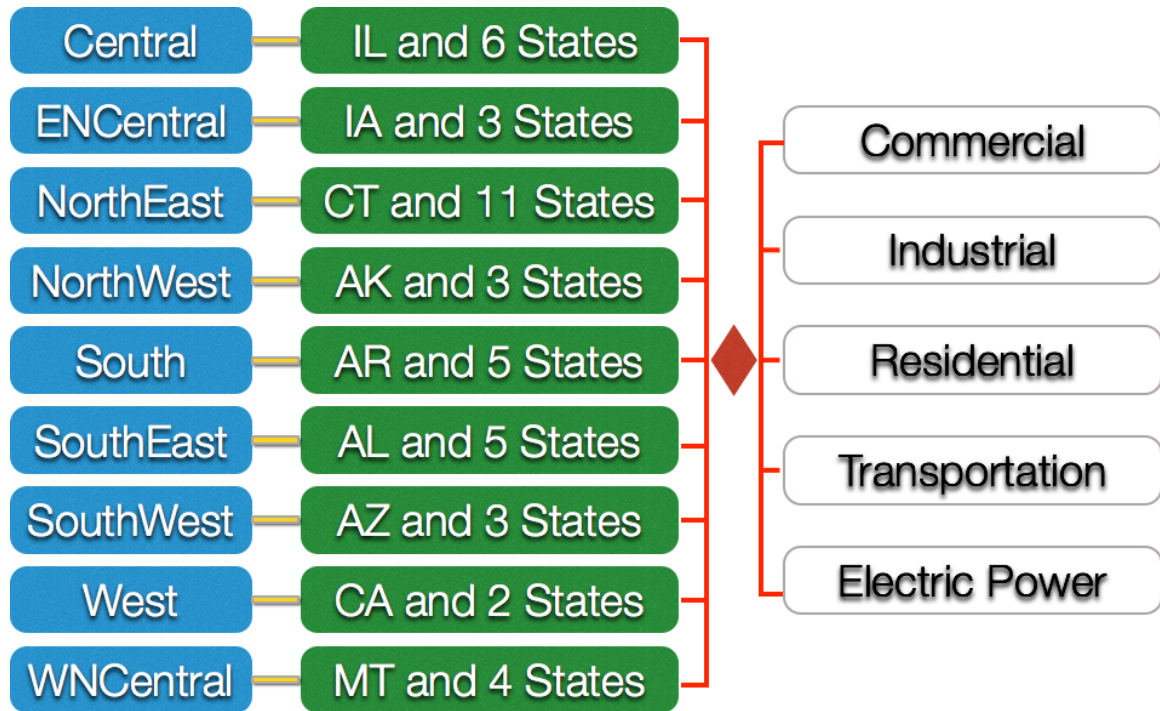 Central
IL and 6 States
ENCentral
IA and 3 States
NorthEast
CT and 11 States
NorthWest
AK and 3 States
South
AR and 5 States
SouthEast
AL and 5 States
SouthWest
AZ and 3 States
West
CA and 2 States
WNCentral
MT and 4 States
Commercial
Industrial
Residential
Transportation
Electric Power